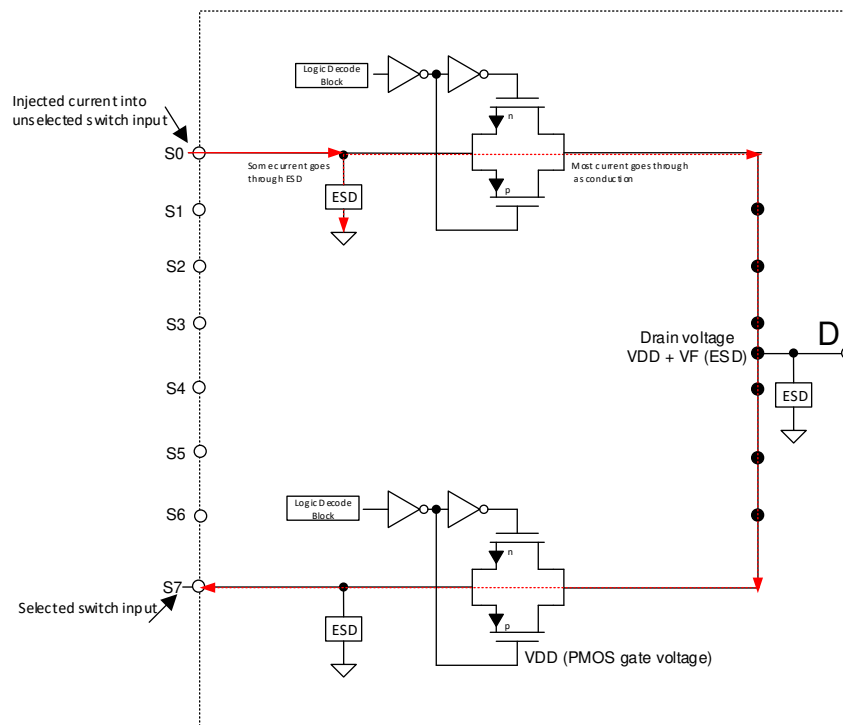 Logic Decode
Block
Injected current into
unselected switch input
n
S0
Some current goes
through ESD
Most current goes through
as conduction
ESD
p
S1
S2
S3
Drain voltage
VDD + VF (ESD)
D
S4
ESD
S5
Logic Decode
Block
S6
n
S7
Selected switch input
ESD
p
VDD (PMOS gate voltage)